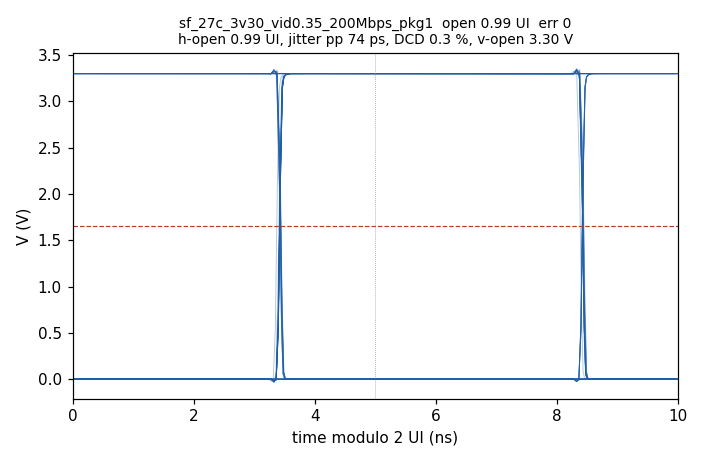 sf_27c_3v30_vid0.35_200Mbps_pkg1  open 0.99 UI  err 0
h-open 0.99 UI, jitter pp 74 ps, DCD 0.3 %, v-open 3.30 V
3.5
3.0
2.5
2.0
1.5
1.0
0.5
0.0
V (V)
0 2 4 6 8 10
time modulo 2 UI (ns)